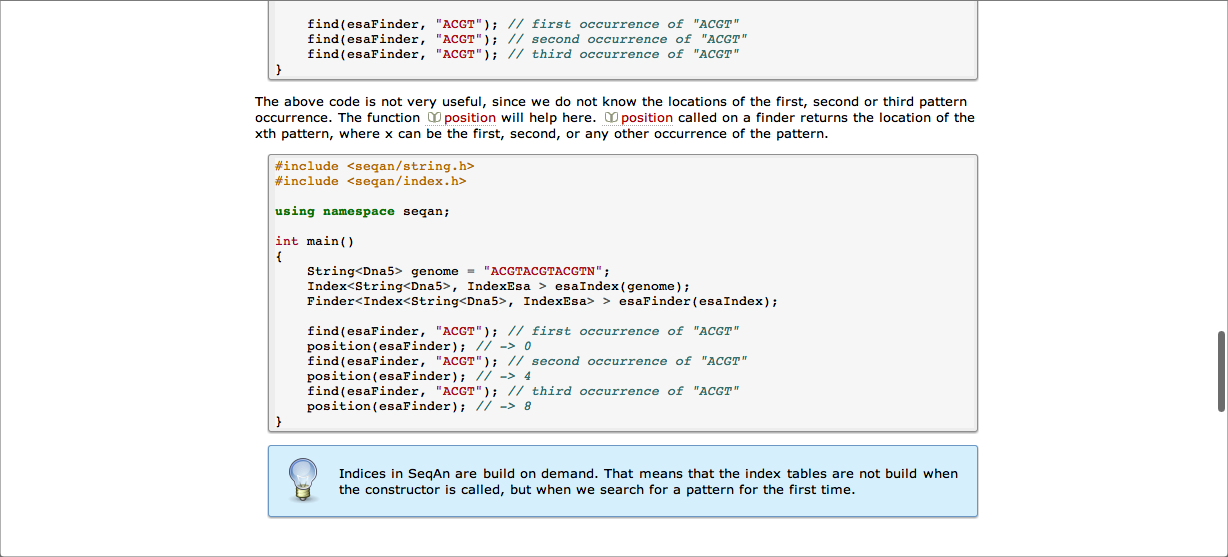 find(esaFinder, "ACGT"); // first occurrence of "ACGT"
find(esaFinder, "ACGT"); // second occurrence of "ACGT"
find(esaFinder, "ACGT"); // third occurrence of "ACGT"
}
The above code is not very useful, since we do not know the locations of the first, second or third pattern
occurrence. The function position will help here. position called on a finder returns the location of the
xth pattern, where x can be the first, second, or any other occurrence of the pattern.
#include <seqan/string.h>
#include <seqan/index.h>
using namespace seqan;
int main()
{
String<Dna5> genome = "ACGTACGTACGTN";
Index<String<Dna5>, IndexEsa > esaIndex(genome);
Finder<Index<String<Dna5>, IndexEsa> > esaFinder(esaIndex);
find(esaFinder, "ACGT"); // first occurrence of "ACGT"
position(esaFinder); // -> 0
find(esaFinder, "ACGT"); // second occurrence of "ACGT"
position(esaFinder); // -> 4
find(esaFinder, "ACGT"); // third occurrence of "ACGT"
position(esaFinder); // -> 8
}
Indices in SeqAn are build on demand. That means that the index tables are not build when
the constructor is called, but when we search for a pattern for the first time.